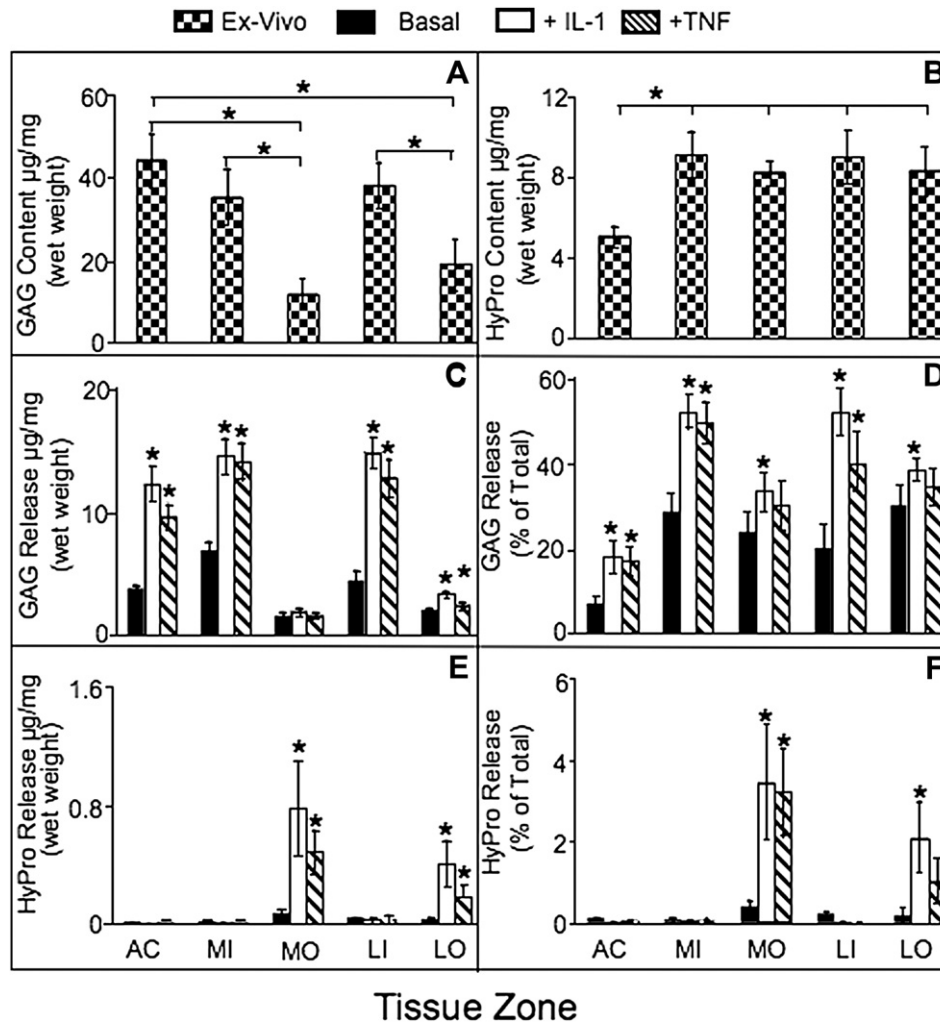 Ex-Vivo Basal + IL-1 +TNF
A
GAG Content µg/mg
(wet weight)
60
40
20
0
* * * *
B
HyPro Content µg/mg
(wet weight)
12
8
4
0
*
C
GAG Release µg/mg
(wet weight)
20
10
0
* * * * * * * *
D
GAG Release
(% of Total)
60
40
20
0
* * * * * * * *
E
HyPro Release µg/mg
(wet weight)
1.6
0.8
0
* * * *
AC MI MO LI LO
F
HyPro Release
(% of Total)
6
4
2
0
* * *
AC MI MO LI LO
Tissue Zone